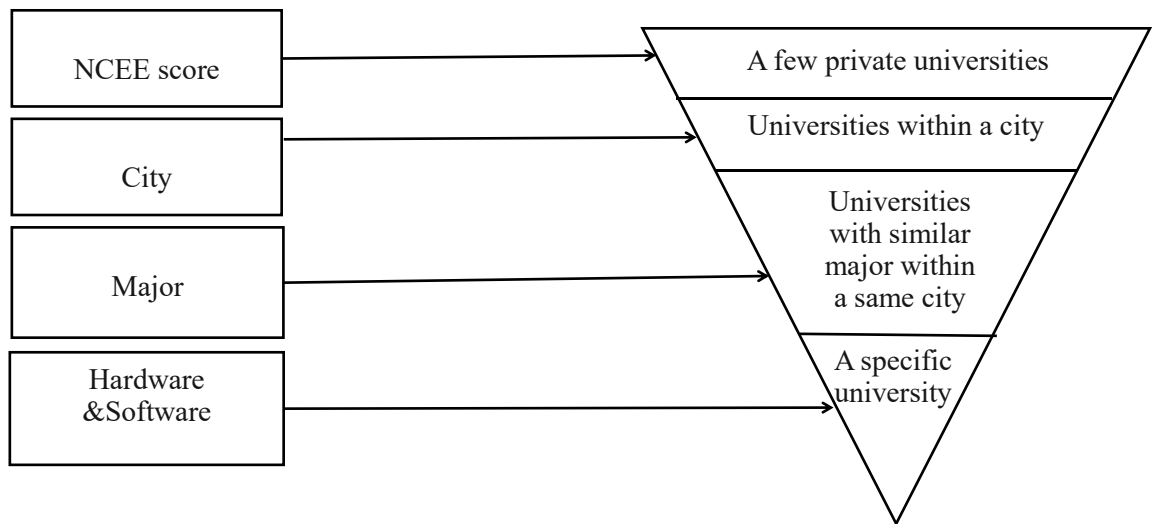 NCEE score
A few private universities
City
Universities within a city
Major
Universities
with similar
major within
a same city
Hardware
&Software
A specific
university